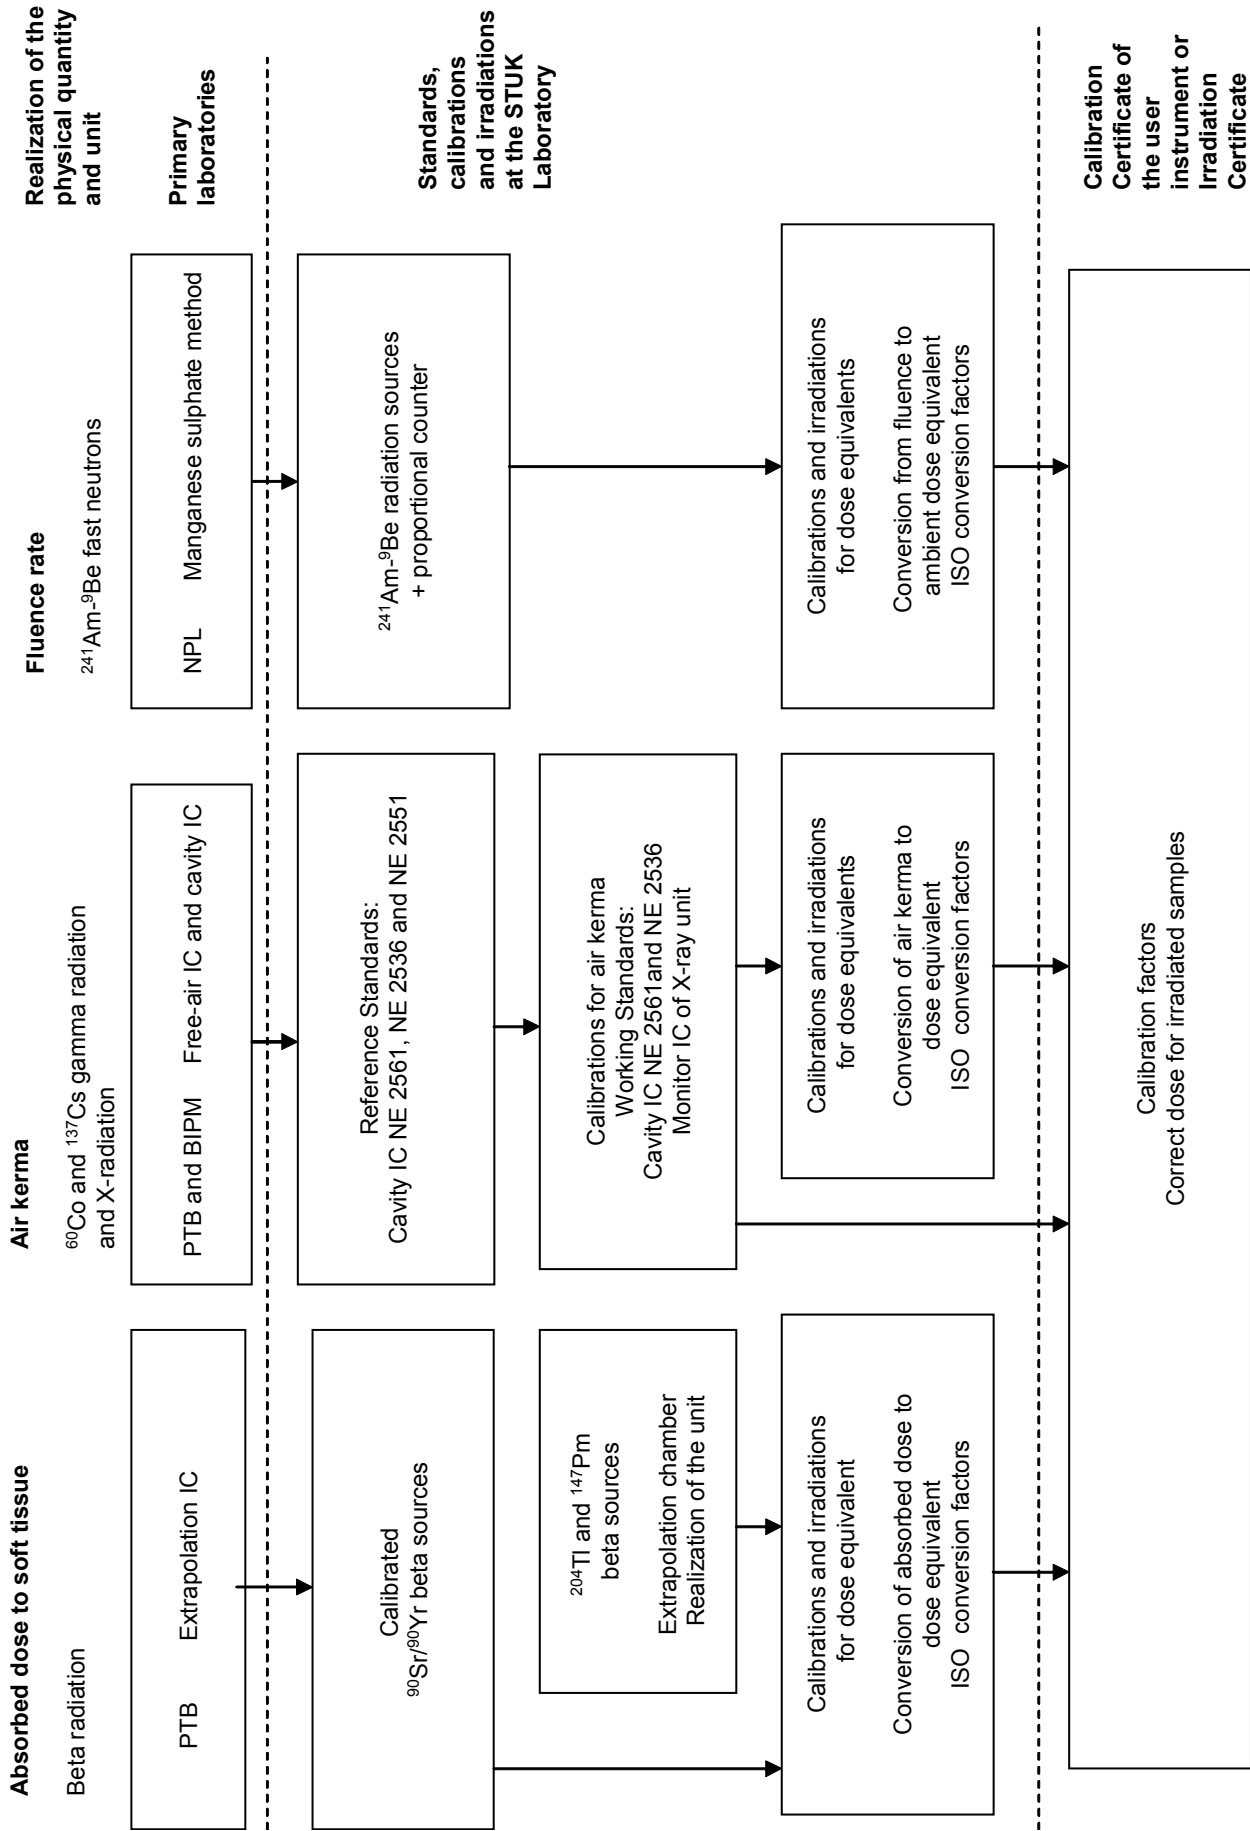 Absorbed dose to soft tissue
Beta radiation
PTB Extrapolation IC
Calibrated
⁹⁰Sr/⁹⁰Yr beta sources
²⁰⁴Tl and ¹⁴⁷Pm
beta sources
Extrapolation chamber
Realization of the unit
Calibrations and irradiations
for dose equivalent
Conversion of absorbed dose to
dose equivalent
ISO conversion factors
Air kerma
⁶⁰Co and ¹³⁷Cs gamma radiation
and X-radiation
PTB and BIPM Free-air IC and cavity IC
Reference Standards:
Cavity IC NE 2561, NE 2536 and NE 2551
Calibrations for air kerma
Working Standards:
Cavity IC NE 2561and NE 2536
Monitor IC of X-ray unit
Calibrations and irradiations
for dose equivalents
Conversion of air kerma to
dose equivalent
ISO conversion factors
Fluence rate
²⁴¹Am-⁹Be fast neutrons
NPL Manganese sulphate method
²⁴¹Am-⁹Be radiation sources
+ proportional counter
Calibrations and irradiations
for dose equivalents
Conversion from fluence to
ambient dose equivalent
ISO conversion factors
Calibration factors
Correct dose for irradiated samples
Realization of the
physical quantity
and unit
Primary
laboratories
Standards,
calibrations
and irradiations
at the STUK
Laboratory
Calibration
Certificate of
the user
instrument or
Irradiation
Certificate